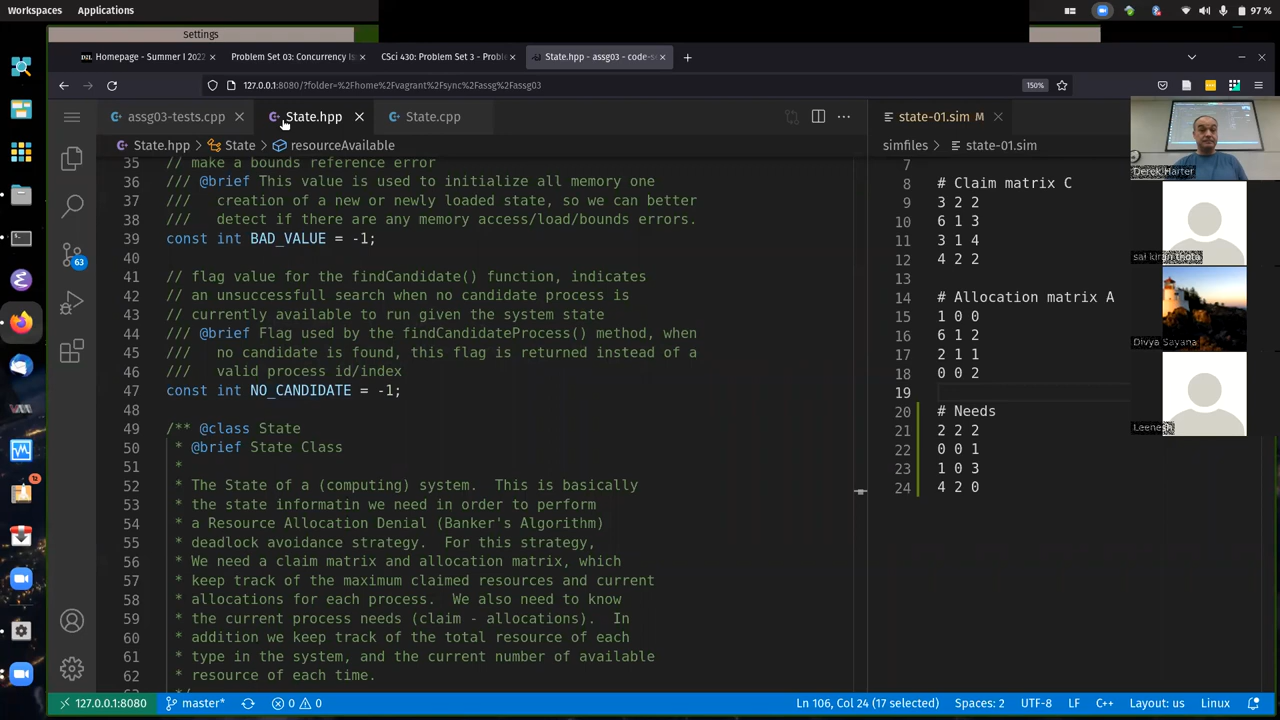 Workspaces Applications
97 %
Settings
Homepage - Summer I 2022
Problem Set 03: Concurrency Is
CSci 430: Problem Set 3 - Probl
State.hpp - assg03 - code-s
127.0.0.1:8080/?folder=%2Fhome%2Fvagrant%2Fsync%2Fassg%2Fassg03
150%
assg03-tests.cpp
State.hpp
State.cpp
State.hpp > State > resourceAvailable
35 // make a bounds reference error
36 /// @brief This value is used to initialize all memory one
37 /// creation of a new or newly loaded state, so we can better
38 /// detect if there are any memory access/load/bounds errors.
39 const int BAD_VALUE = -1;
40
41 // flag value for the findCandidate() function, indicates
42 // an unsuccessfull search when no candidate process is
43 // currently available to run given the system state
44 /// @brief Flag used by the findCandidateProcess() method, when
45 /// no candidate is found, this flag is returned instead of a
46 /// valid process id/index
47 const int NO_CANDIDATE = -1;
48
49 /** @class State
50 * @brief State Class
51 *
52 * The State of a (computing) system. This is basically
53 * the state informatin we need in order to perform
54 * a Resource Allocation Denial (Banker's Algorithm)
55 * deadlock avoidance strategy. For this strategy,
56 * We need a claim matrix and allocation matrix, which
57 * keep track of the maximum claimed resources and current
58 * allocations for each process. We also need to know
59 * the current process needs (claim - allocations). In
60 * addition we keep track of the total resource of each
61 * type in the system, and the current number of available
62 * resource of each time.
63 */
state-01.sim M
simfiles > state-01.sim
7
8 # Claim matrix C
9 3 2 2
10 6 1 3
11 3 1 4
12 4 2 2
13
14 # Allocation matrix A
15 1 0 0
16 6 1 2
17 2 1 1
18 0 0 2
19
20 # Needs
21 2 2 2
22 0 0 1
23 1 0 3
24 4 2 0
Derek Harter
sai kiran thota
Divya Sayana
Leenesh
63
12
127.0.0.1:8080 master* 0 0 Ln 106, Col 24 (17 selected) Spaces: 2 UTF-8 LF C++ Layout: us Linux